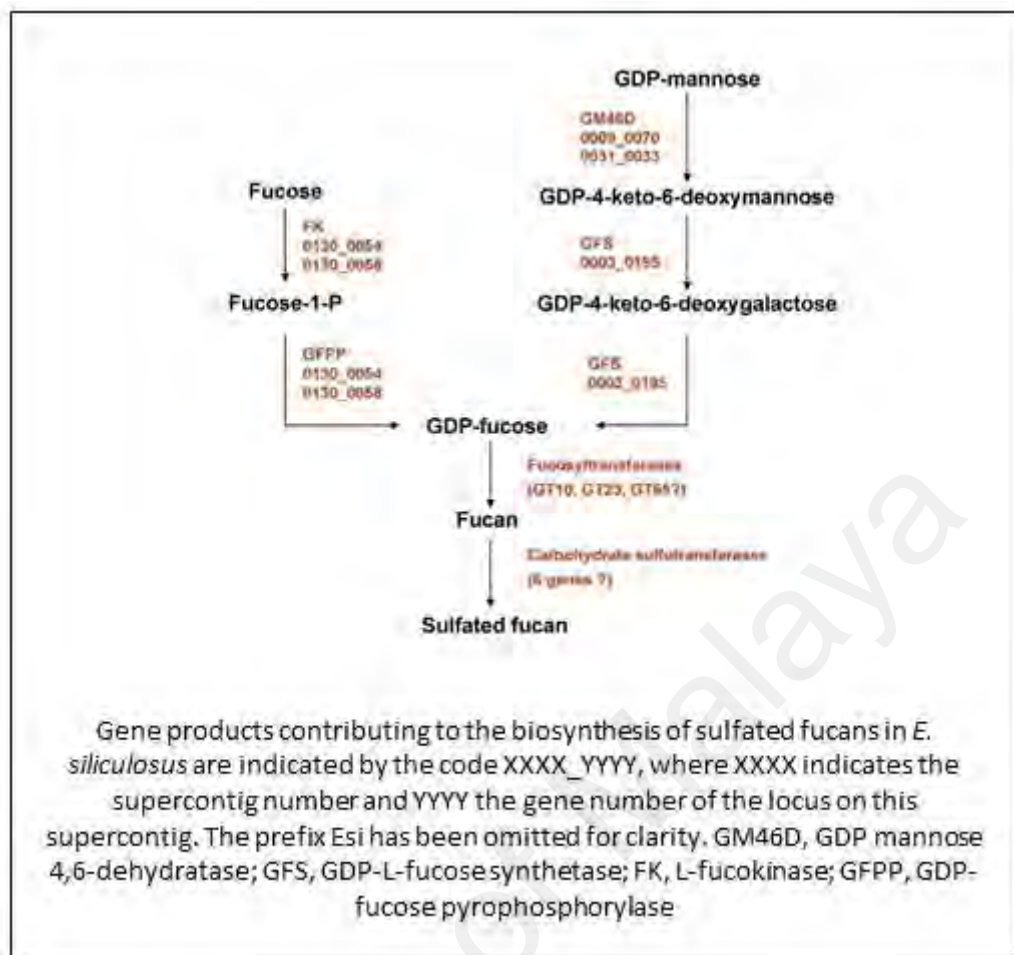 GDP-mannose
GM46D
0009_0070
0031_0033
GDP-4-keto-6-deoxymannose
GFS
0003_0195
GDP-4-keto-6-deoxygalactose
GFS
0003_0195
Fucose
FK
0130_0054
0130_0058
Fucose-1-P
GFPP
0130_0054
0130_0058
GDP-fucose
Fucosyltransferases
(GT10, GT23,
Fucan
Carbohydrate sulfotransferases
(6 genes ?)
Sulfated fucan
Gene products contributing to the biosynthesis of sulfated fucans in E.
siliculosus are indicated by the code XXXX_YYYY, where XXXX indicates the
supercontig number and YYYY the gene number of the locus on this
supercontig. The prefix Esi has been omitted for clarity. GM46D, GDP mannose
4,6-dehydratase; GFS, GDP-L-fucose synthetase; FK, L-fucokinase; GFPP, GDP-
fucose pyrophosphorylase
Malaya